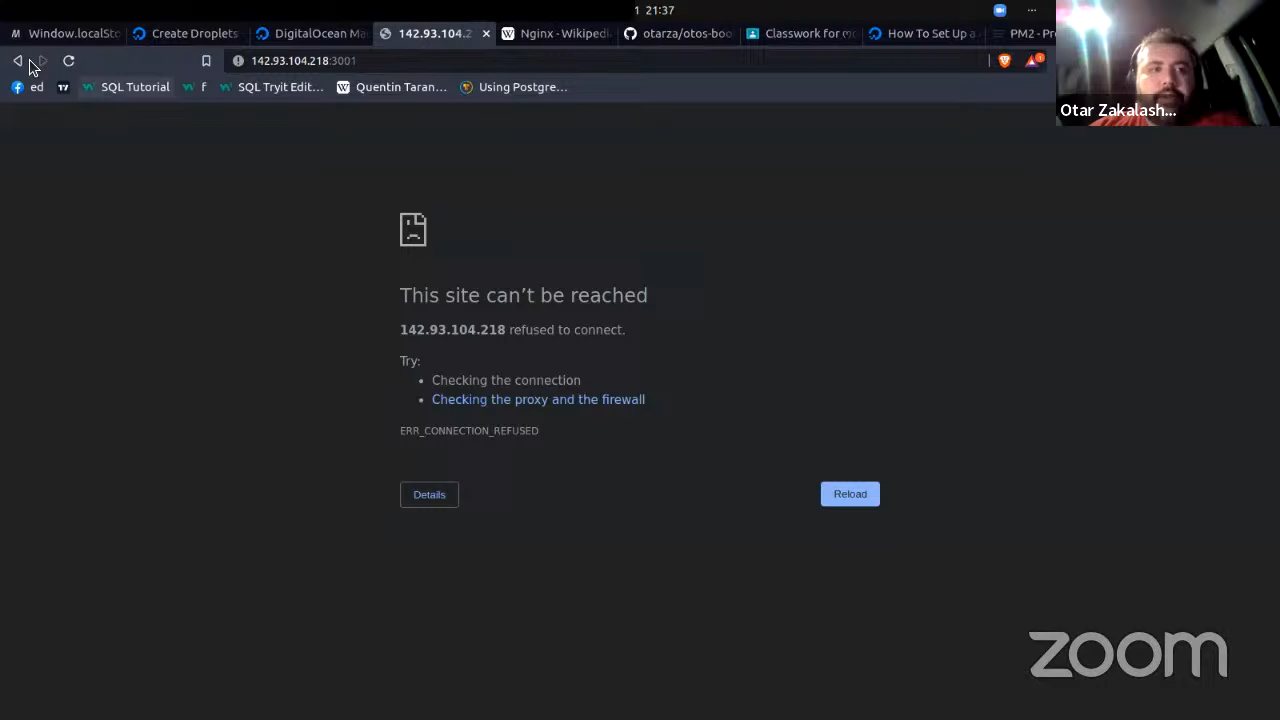 1 21:37
Window.localSto
Create Droplets
DigitalOcean Ma
142.93.104.2
Nginx - Wikipedi
otarza/otos-boo
Classwork for mo
How To Set Up a
PM2 - Pr
142.93.104.218:3001
ed
SQL Tutorial
f
SQL Tryit Edit...
Quentin Taran...
Using Postgre...
Otar Zakalash...
This site can’t be reached
142.93.104.218 refused to connect.
Try:
• Checking the connection
• Checking the proxy and the firewall
ERR_CONNECTION_REFUSED
Details
Reload
zoom